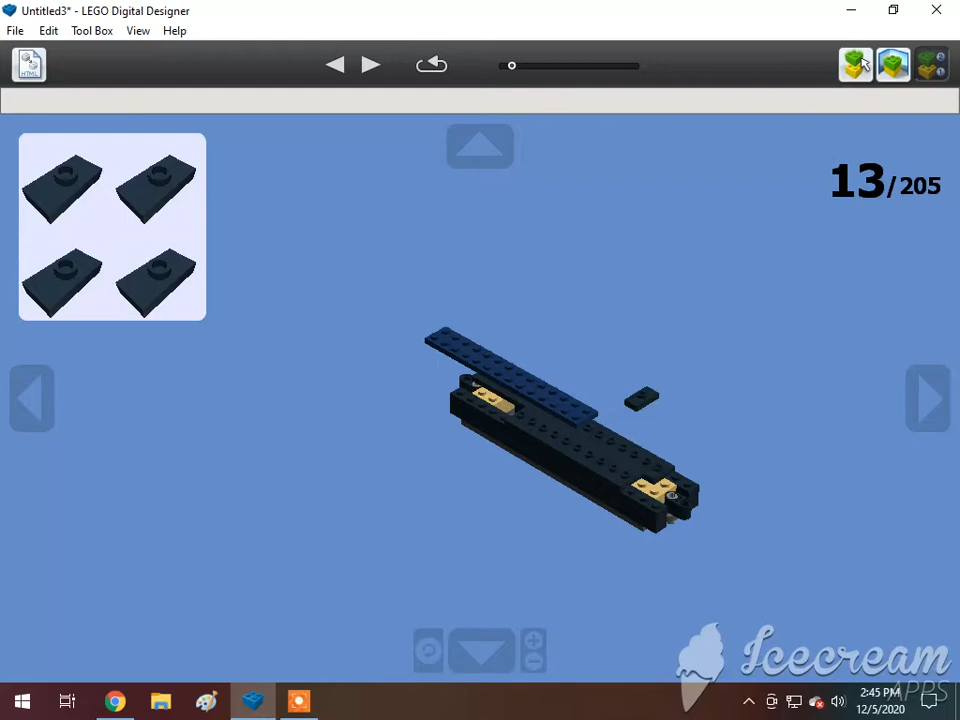 Untitled3* - LEGO Digital Designer
File Edit Tool Box View Help
HTML
13/205
Icecream
APPS
2:45 PM
12/5/2020